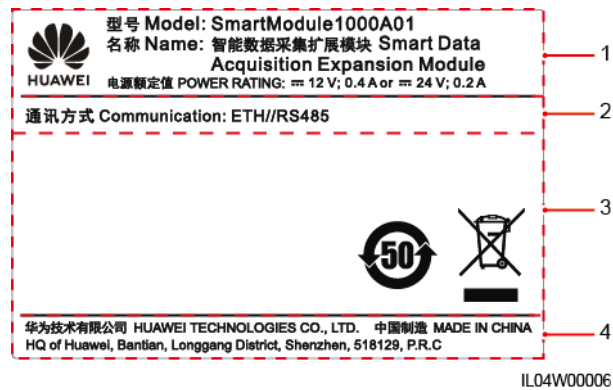 型号 Model: SmartModule1000A01
名称 Name: 智能数据采集扩展模块 Smart Data
Acquisition Expansion Module
HUAWEI
电源额定值 POWER RATING: ⎓ 12 V; 0.4 A or ⎓ 24 V; 0.2 A
1
通讯方式 Communication: ETH//RS485
2
3
50
华为技术有限公司 HUAWEI TECHNOLOGIES CO., LTD. 中国制造 MADE IN CHINA
HQ of Huawei, Bantian, Longgang District, Shenzhen, 518129, P.R.C
4
IL04W00006